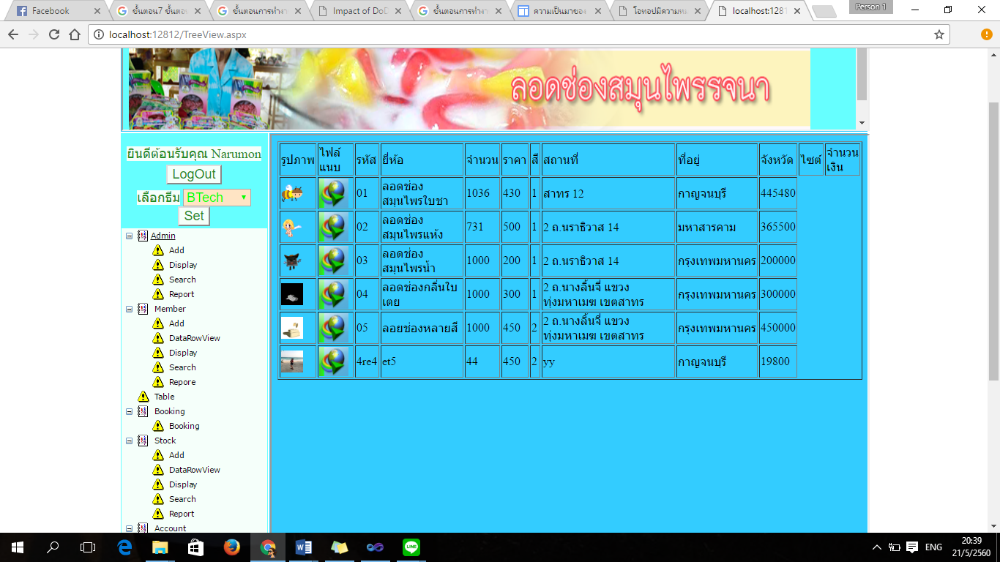 Facebook
ขั้นตอน7 ขั้นตอน
ขั้นตอนการทำงา
Impact of DoD
ขั้นตอนการทำงา
ความเป็นมาของ
โอทอปมีความหม
localhost:1281
Person 1
localhost:12812/TreeView.aspx
ลอดช่องสมุนไพรรจนา
ยินดีต้อนรับคุณ Narumon
LogOut
เลือกธีม BTech
Set
Admin
Add
Display
Search
Report
Member
Add
DataRowView
Display
Search
Repore
Table
Booking
Booking
Stock
Add
DataRowView
Display
Search
Report
Account
รูปภาพ ไฟล์แนบ รหัส ยี่ห้อ จำนวน ราคา สี สถานที่ ที่อยู่ จังหวัด ไซต์ จำนวนเงิน
01 ลอดช่องสมุนไพรใบชา 1036 430 1 สาทร 12 กาญจนบุรี 445480
02 ลอดช่องสมุนไพรแห้ง 731 500 1 2 ถ.นราธิวาส 14 มหาสารคาม 365500
03 ลอดช่องสมุนไพรน้ำ 1000 200 1 2 ถ.นราธิวาส 14 กรุงเทพมหานคร 200000
04 ลอดช่องกลิ่นใบเตย 1000 300 1 2 ถ.นางลิ้นจี่ แขวงทุ่งมหาเมฆ เขตสาทร กรุงเทพมหานคร 300000
05 ลอยช่องหลายสี 1000 450 2 2 ถ.นางลิ้นจี่ แขวงทุ่งมหาเมฆ เขตสาทร กรุงเทพมหานคร 450000
4re4 et5 44 450 2 yy กาญจนบุรี 19800
ENG
20:39
21/5/2560